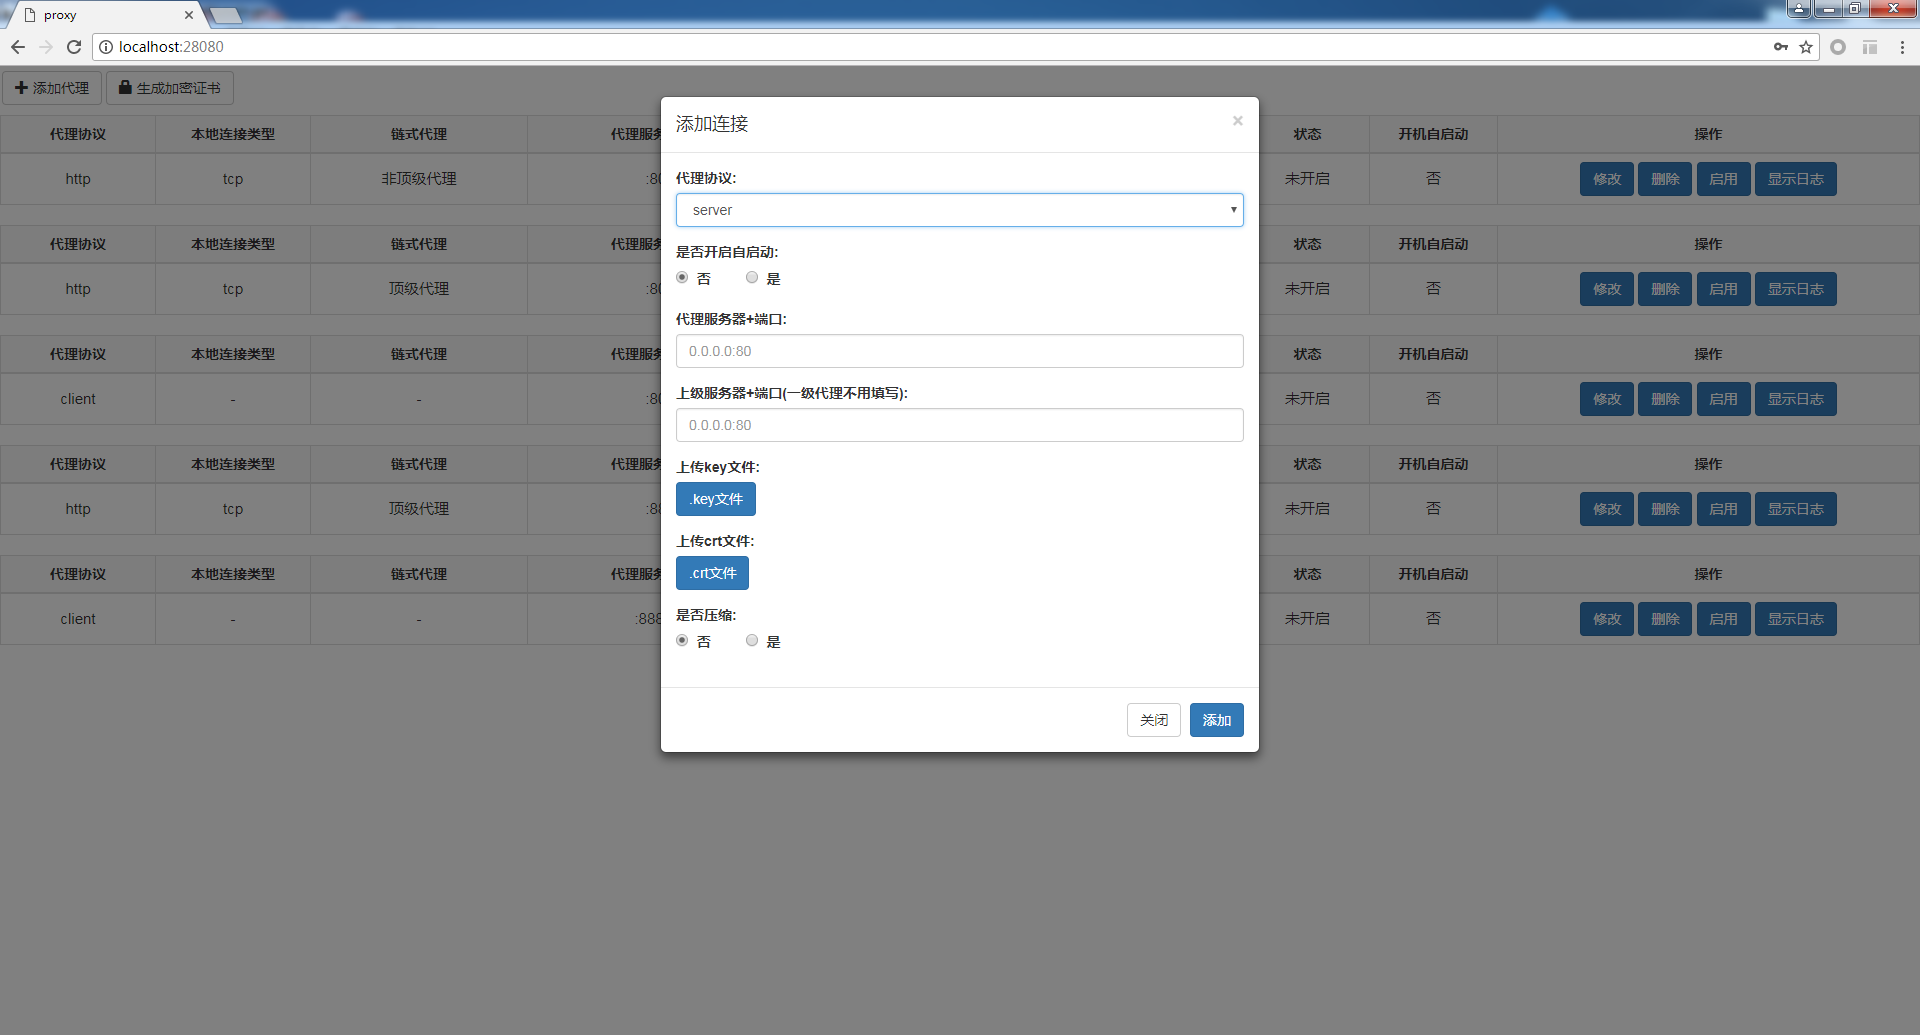 proxy
localhost:28080
添加代理 生成加密证书
代理协议 本地连接类型 链式代理 代理服 状态 开机自启动 操作
http tcp 非顶级代理 :80 未开启 否 修改 删除 启用 显示日志
代理协议 本地连接类型 链式代理 代理服 状态 开机自启动 操作
http tcp 顶级代理 :80 未开启 否 修改 删除 启用 显示日志
代理协议 本地连接类型 链式代理 代理服 状态 开机自启动 操作
client - - :80 未开启 否 修改 删除 启用 显示日志
代理协议 本地连接类型 链式代理 代理服 状态 开机自启动 操作
http tcp 顶级代理 :88 未开启 否 修改 删除 启用 显示日志
代理协议 本地连接类型 链式代理 代理服 状态 开机自启动 操作
client - - :888 未开启 否 修改 删除 启用 显示日志
添加连接 ×
代理协议:
server
是否开启自启动:
否 是
代理服务器+端口:
0.0.0.0:80
上级服务器+端口(一级代理不用填写):
0.0.0.0:80
上传key文件:
.key文件
上传crt文件:
.crt文件
是否压缩:
否 是
关闭 添加